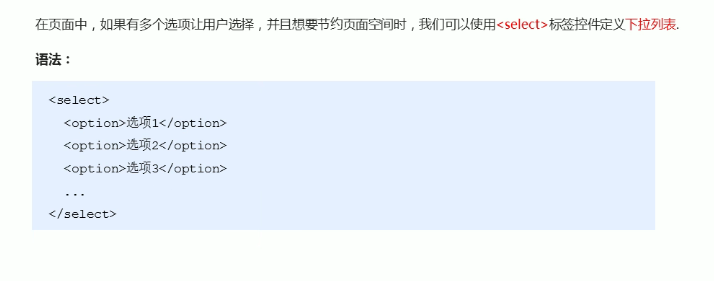 在页面中，如果有多个选项让用户选择，并且想要节约页面空间时，我们可以使用<select>标签控件定义下拉列表.
语法：
<select>
<option>选项1</option>
<option>选项2</option>
<option>选项3</option>
...
</select>